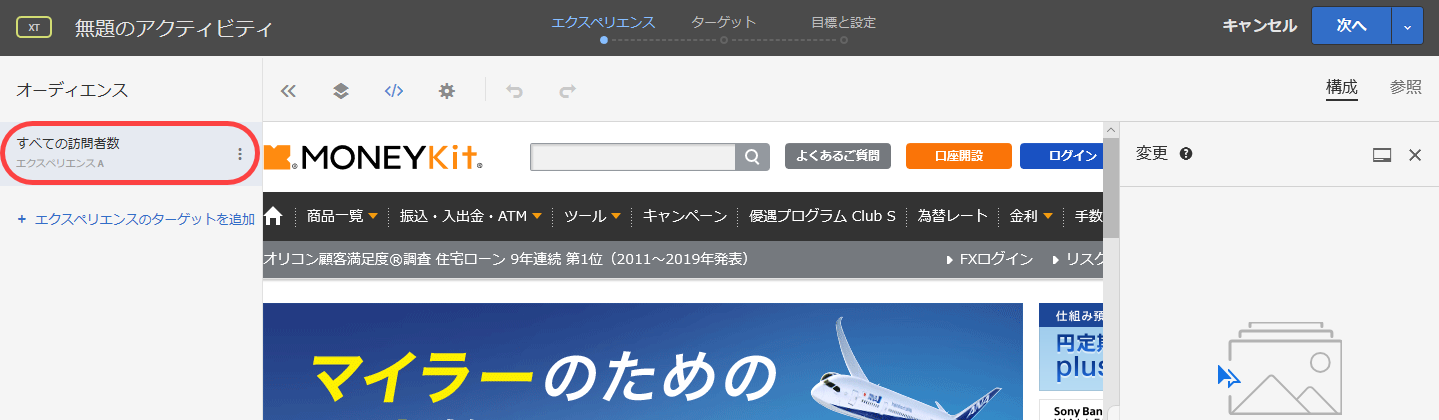 XT 無題のアクティビティ エクスペリエンス ターゲット 目標と設定 キャンセル 次へ
オーディエンス 構成 参照
すべての訪問者数
エクスペリエンス A
+ エクスペリエンスのターゲットを追加
MONEYKit よくあるご質問 口座開設 ログイン
変更
商品一覧 振込・入出金・ATM ツール キャンペーン 優遇プログラム Club S 為替レート 金利 手数
オリコン顧客満足度®調査 住宅ローン 9年連続 第1位（2011～2019年発表） FXログイン リスク
マイラーのための
仕組み預
円定期
plus
Sony Ban